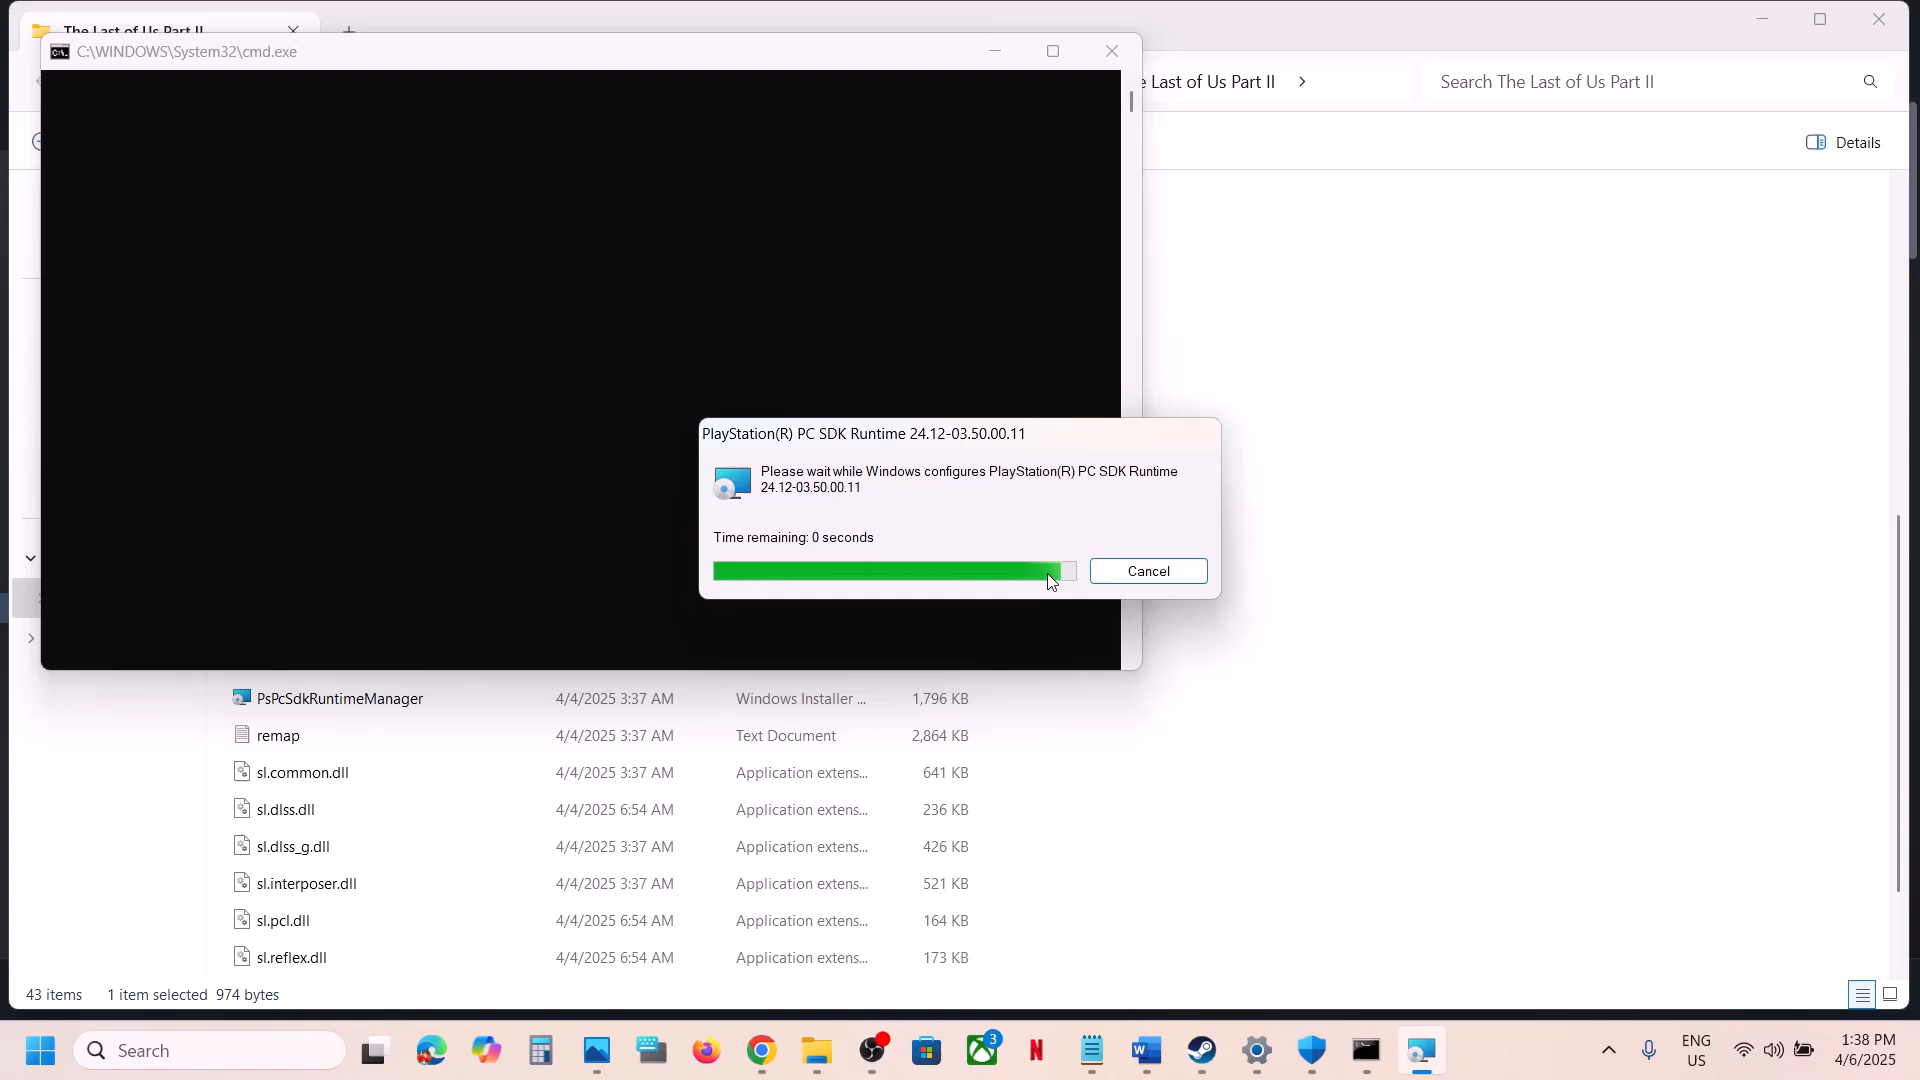 The Last of Us Part II
C:\WINDOWS\System32\cmd.exe
e Last of Us Part II
Search The Last of Us Part II
Details
PlayStation(R) PC SDK Runtime 24.12-03.50.00.11
Please wait while Windows configures PlayStation(R) PC SDK Runtime
24.12-03.50.00.11
Time remaining: 0 seconds
Cancel
PsPcSdkRuntimeManager 4/4/2025 3:37 AM Windows Installer ... 1,796 KB
remap 4/4/2025 3:37 AM Text Document 2,864 KB
sl.common.dll 4/4/2025 3:37 AM Application extens... 641 KB
sl.dlss.dll 4/4/2025 6:54 AM Application extens... 236 KB
sl.dlss_g.dll 4/4/2025 3:37 AM Application extens... 426 KB
sl.interposer.dll 4/4/2025 3:37 AM Application extens... 521 KB
sl.pcl.dll 4/4/2025 6:54 AM Application extens... 164 KB
sl.reflex.dll 4/4/2025 6:54 AM Application extens... 173 KB
43 items 1 item selected 974 bytes
Search
3
ENG
US
1:38 PM
4/6/2025